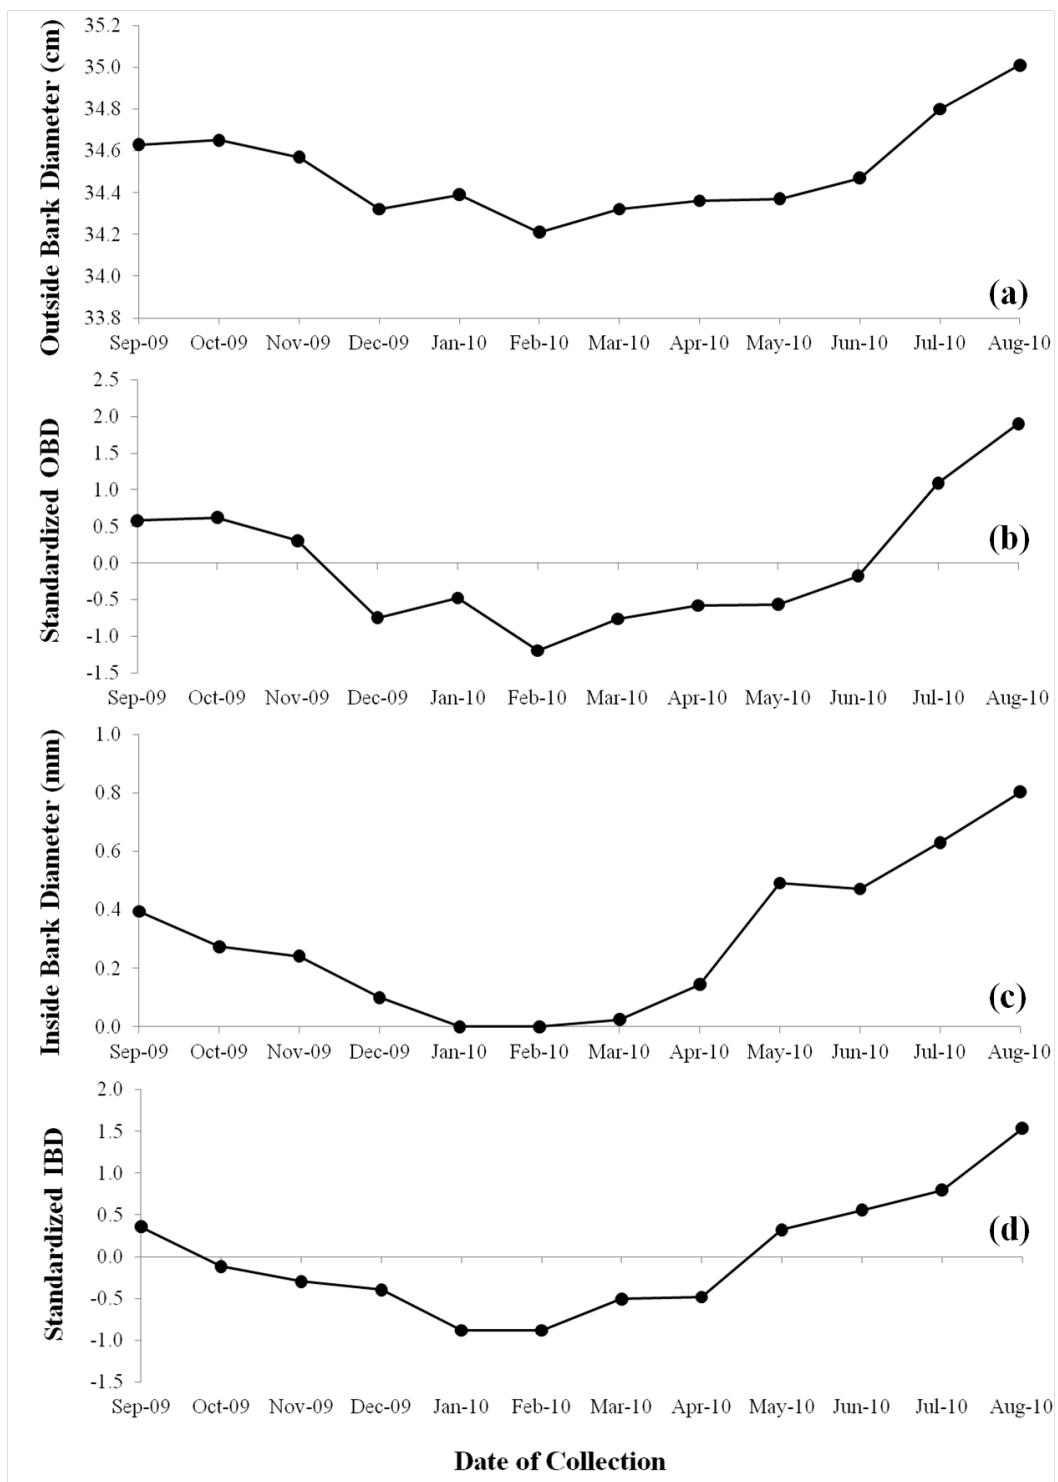 Outside Bark Diameter (cm)
35.2
35.0
34.8
34.6
34.4
34.2
34.0
33.8
(a)
Sep-09 Oct-09 Nov-09 Dec-09 Jan-10 Feb-10 Mar-10 Apr-10 May-10 Jun-10 Jul-10 Aug-10
Standardized OBD
2.5
2.0
1.5
1.0
0.5
0.0
-0.5
-1.0
-1.5
(b)
Sep-09 Oct-09 Nov-09 Dec-09 Jan-10 Feb-10 Mar-10 Apr-10 May-10 Jun-10 Jul-10 Aug-10
Inside Bark Diameter (mm)
1.0
0.8
0.6
0.4
0.2
0.0
(c)
Sep-09 Oct-09 Nov-09 Dec-09 Jan-10 Feb-10 Mar-10 Apr-10 May-10 Jun-10 Jul-10 Aug-10
Standardized IBD
2.0
1.5
1.0
0.5
0.0
-0.5
-1.0
-1.5
(d)
Sep-09 Oct-09 Nov-09 Dec-09 Jan-10 Feb-10 Mar-10 Apr-10 May-10 Jun-10 Jul-10 Aug-10
Date of Collection